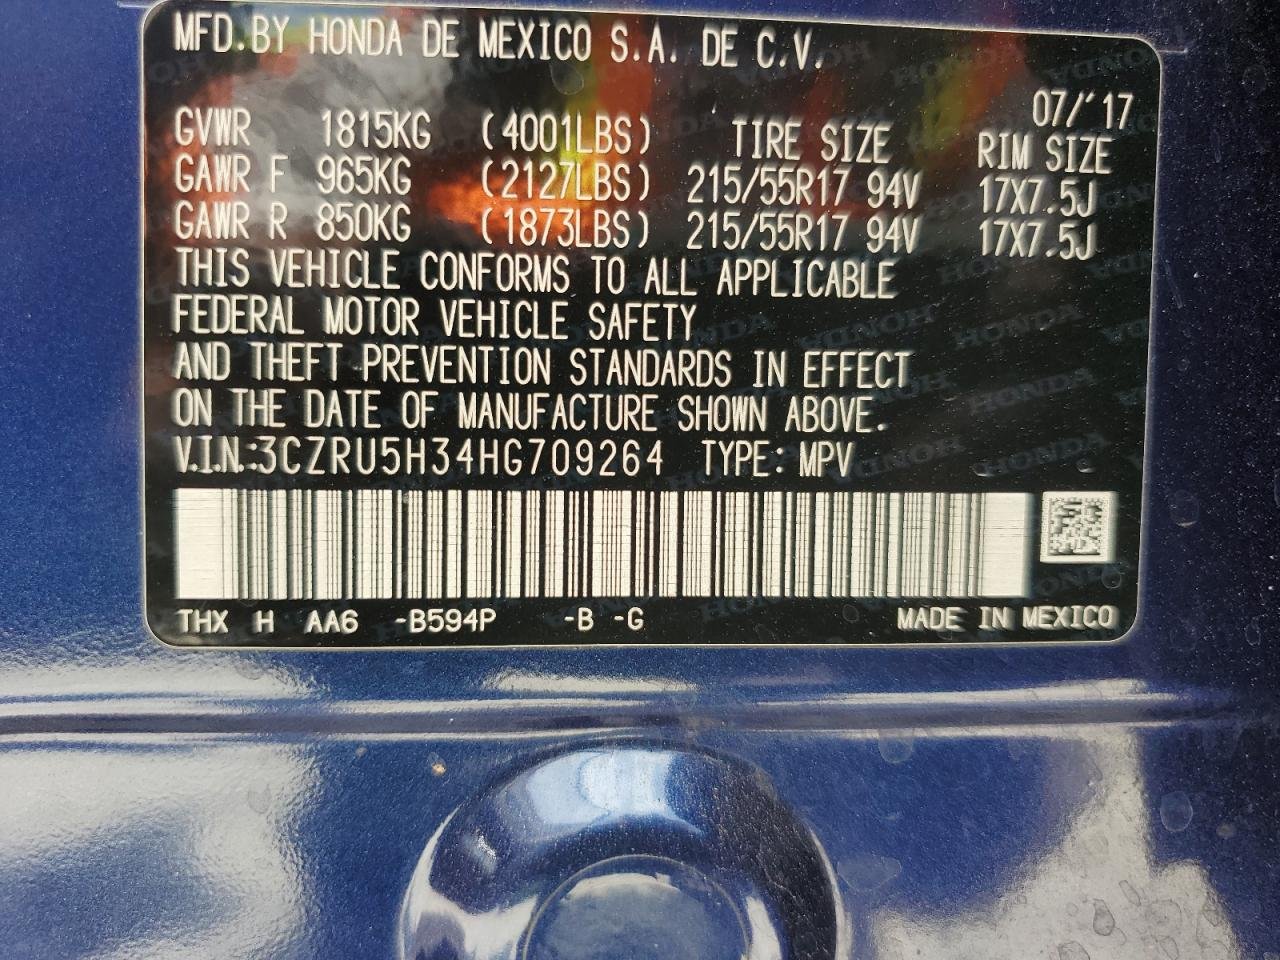 MFD.BY HONDA DE MEXICO S.A. DE C.V.
07/'17
GVWR 1815KG (4001LBS) TIRE SIZE RIM SIZE
GAWR F 965KG (2127LBS) 215/55R17 94V 17X7.5J
GAWR R 850KG (1873LBS) 215/55R17 94V 17X7.5J
THIS VEHICLE CONFORMS TO ALL APPLICABLE
FEDERAL MOTOR VEHICLE SAFETY
AND THEFT PREVENTION STANDARDS IN EFFECT
ON THE DATE OF MANUFACTURE SHOWN ABOVE.
V.I.N.:3CZRU5H34HG709264 TYPE: MPV
THX H AA6 -B594P -B -G MADE IN MEXICO